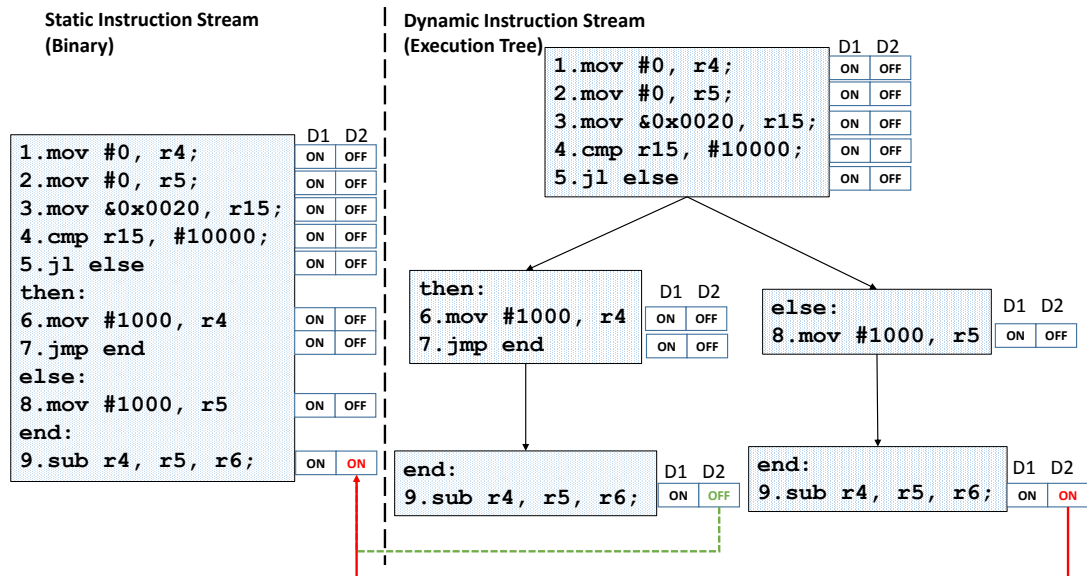 Static Instruction Stream
(Binary)
D1 D2
1.mov #0, r4; ON OFF
2.mov #0, r5; ON OFF
3.mov &0x0020, r15; ON OFF
4.cmp r15, #10000; ON OFF
5.jl else ON OFF
then:
6.mov #1000, r4 ON OFF
7.jmp end ON OFF
else:
8.mov #1000, r5 ON OFF
end:
9.sub r4, r5, r6; ON ON
Dynamic Instruction Stream
(Execution Tree)
D1 D2
1.mov #0, r4; ON OFF
2.mov #0, r5; ON OFF
3.mov &0x0020, r15; ON OFF
4.cmp r15, #10000; ON OFF
5.jl else ON OFF
D1 D2
then:
6.mov #1000, r4 ON OFF
7.jmp end ON OFF
D1 D2
else:
8.mov #1000, r5 ON OFF
D1 D2
end:
9.sub r4, r5, r6; ON OFF
D1 D2
end:
9.sub r4, r5, r6; ON ON